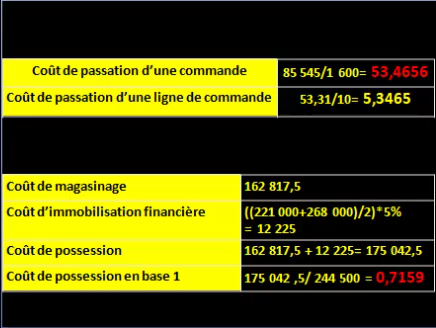 Coût de passation d'une commande 85 545/1 600= 53,4656
Coût de passation d'une ligne de commande 53,31/10= 5,3465
Coût de magasinage 162 817,5
Coût d'immobilisation financière ((221 000+268 000)/2)*5%
= 12 225
Coût de possession 162 817,5 + 12 225= 175 042,5
Coût de possession en base 1 175 042 ,5/ 244 500 = 0,7159